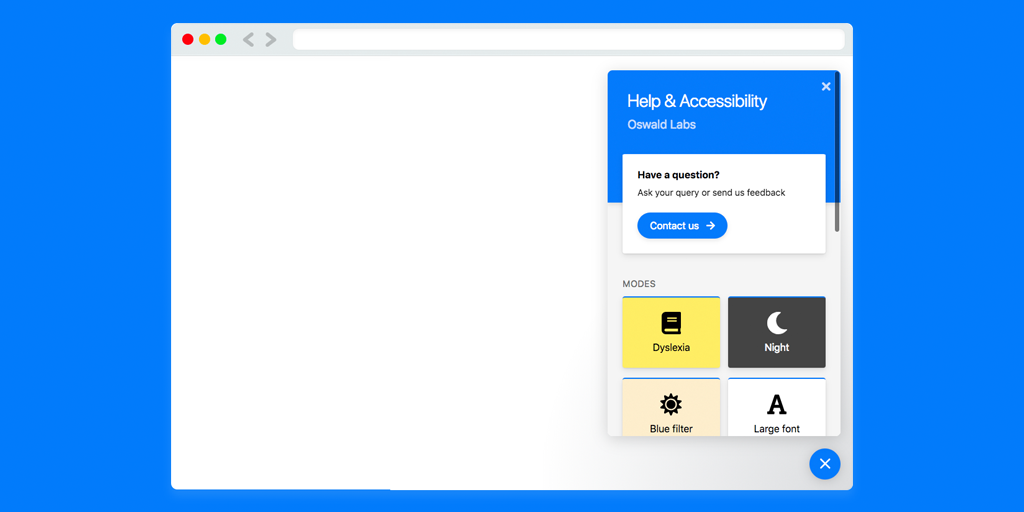 Help & Accessibility
Oswald Labs
Have a question?
Ask your query or send us feedback
Contact us
MODES
Dyslexia
Night
Blue filter
Large font